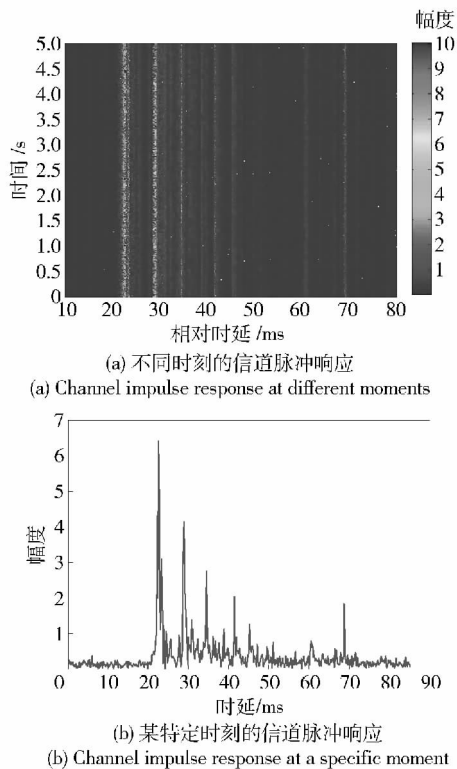 幅度
5.0
4.5
4.0
3.5
3.0
2.5
2.0
1.5
1.0
0.5
0
时间/s
10
9
8
7
6
5
4
3
2
1
10 20 30 40 50 60 70 80
相对时延/ms
(a) 不同时刻的信道脉冲响应
(a) Channel impulse response at different moments
7
6
5
4
3
2
1
幅度
0 10 20 30 40 50 60 70 80 90
时延/ms
(b) 某特定时刻的信道脉冲响应
(b) Channel impulse response at a specific moment